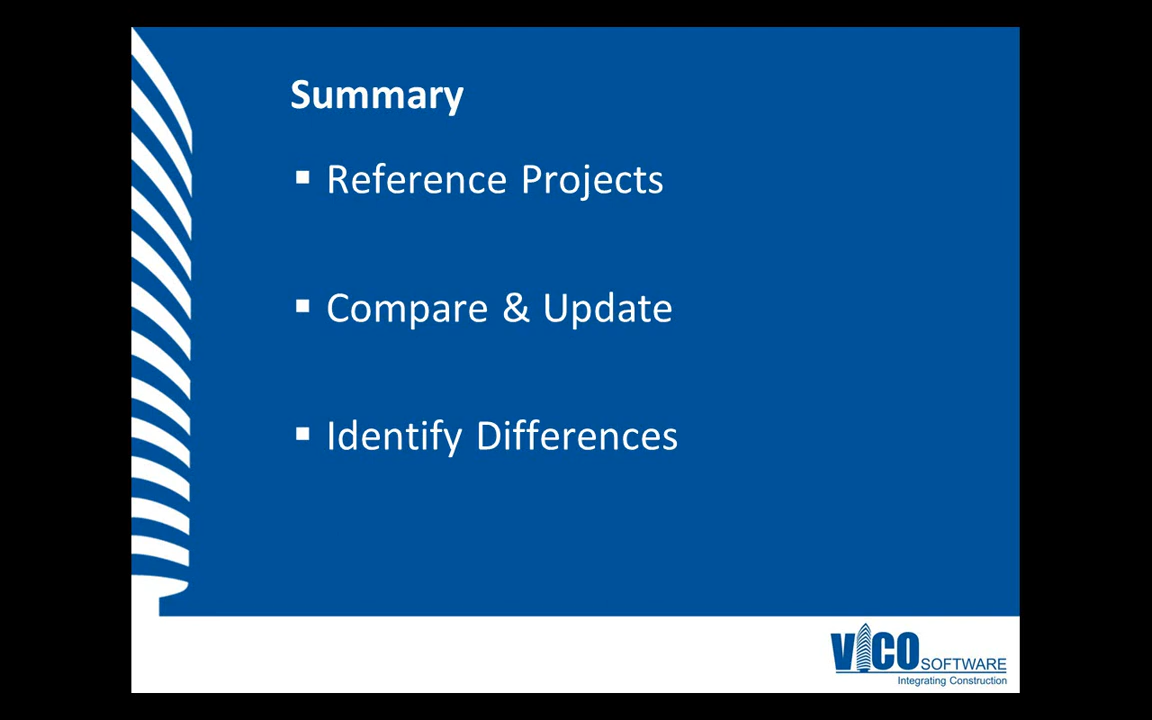 Summary
▪ Reference Projects
▪ Compare & Update
▪ Identify Differences
VICO SOFTWARE
Integrating Construction